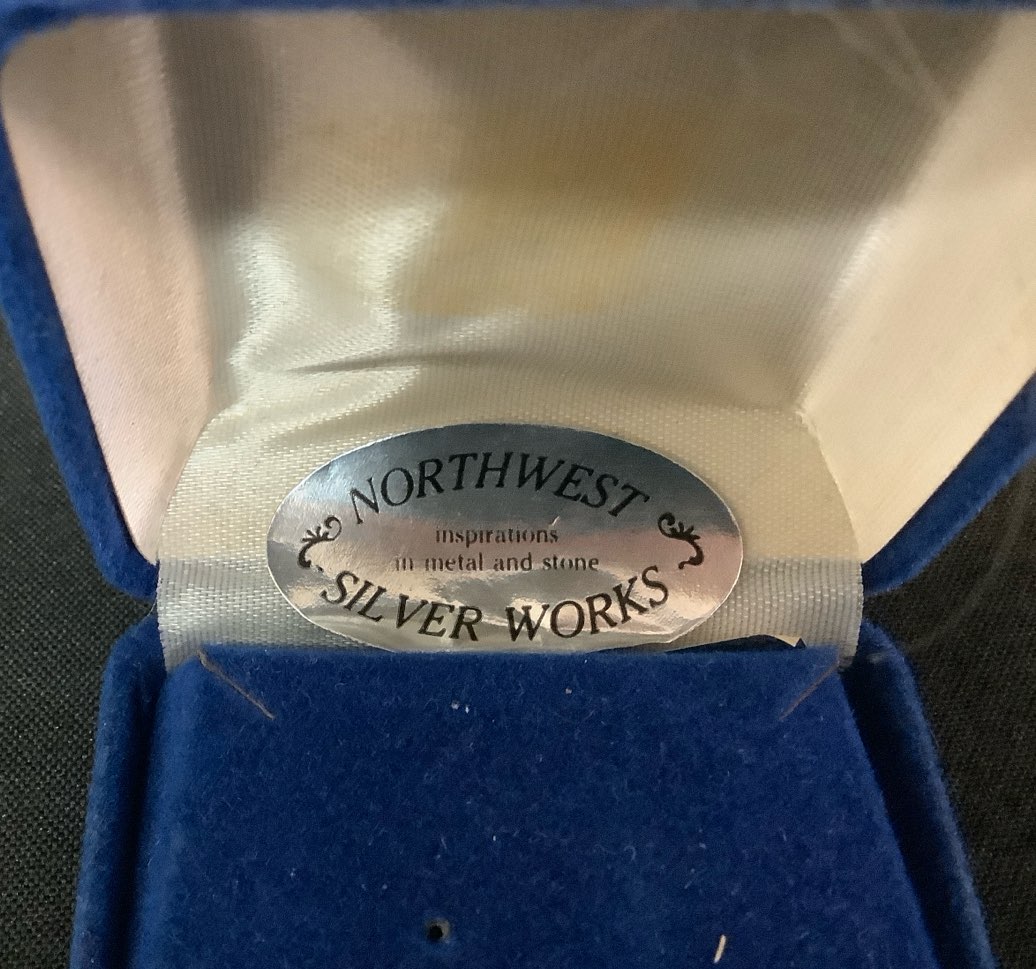 NORTHWEST
inspirations
in metal and stone
SILVER WORKS